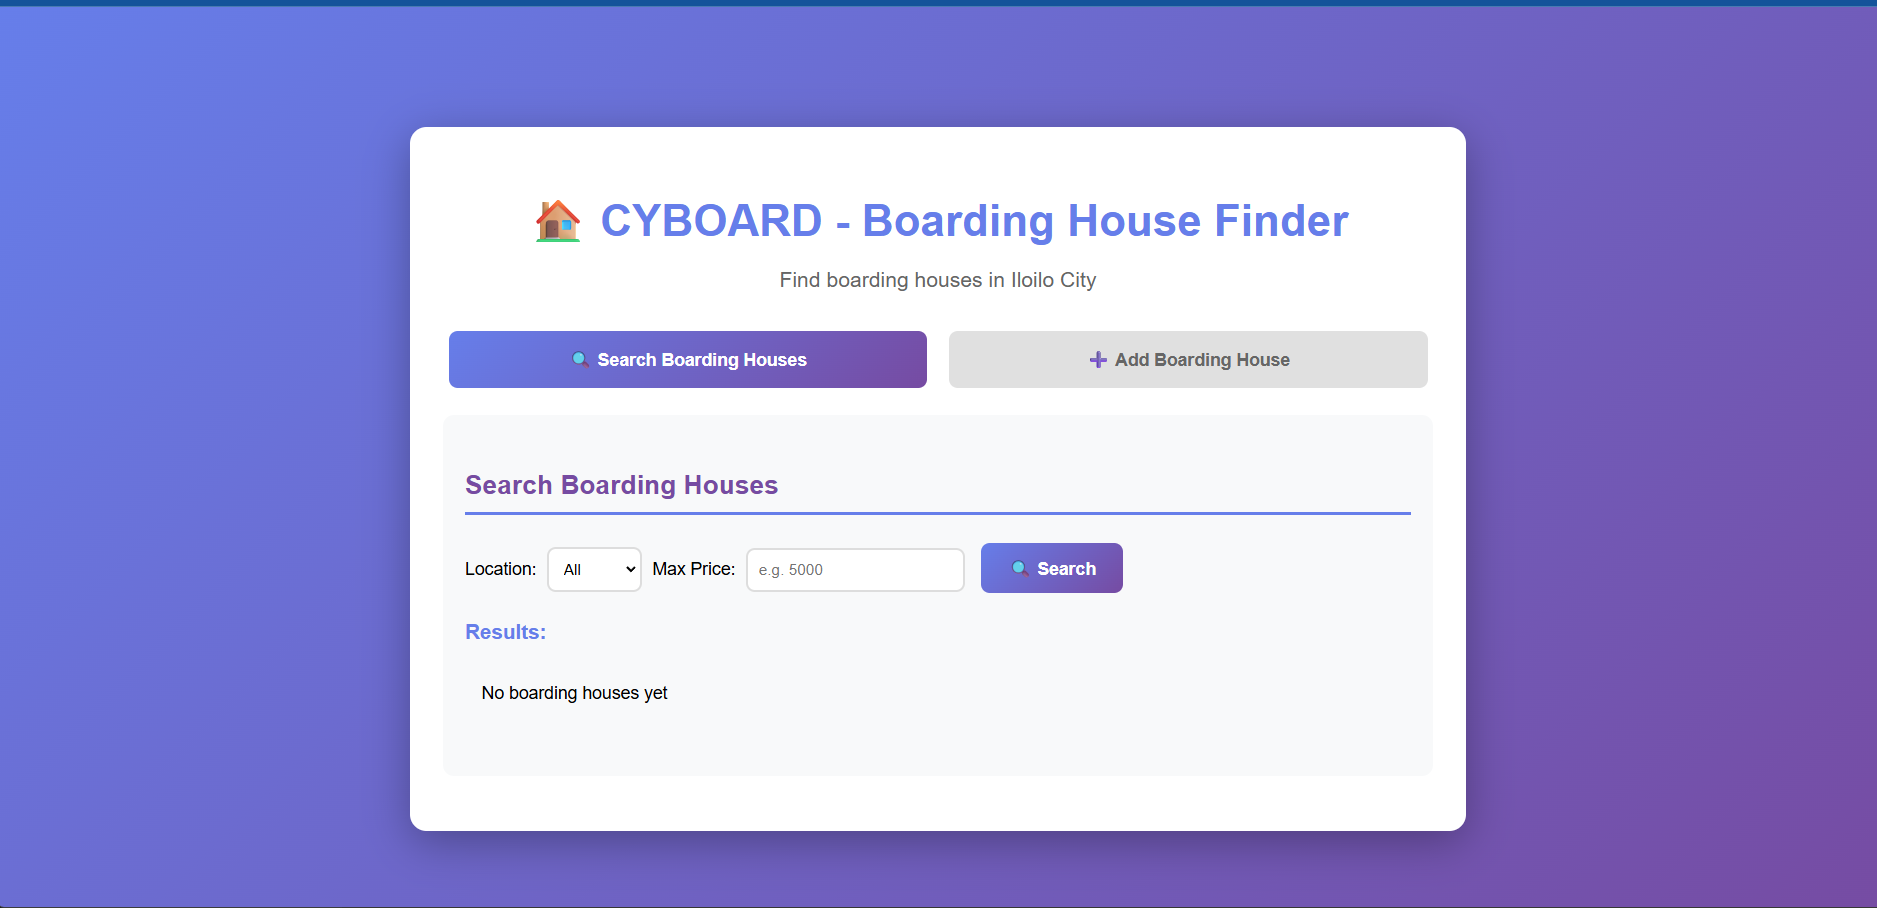 CYBOARD - Boarding House Finder
Find boarding houses in Iloilo City
Search Boarding Houses
Add Boarding House
Search Boarding Houses
Location: All Max Price: e.g. 5000 Search
Results:
No boarding houses yet